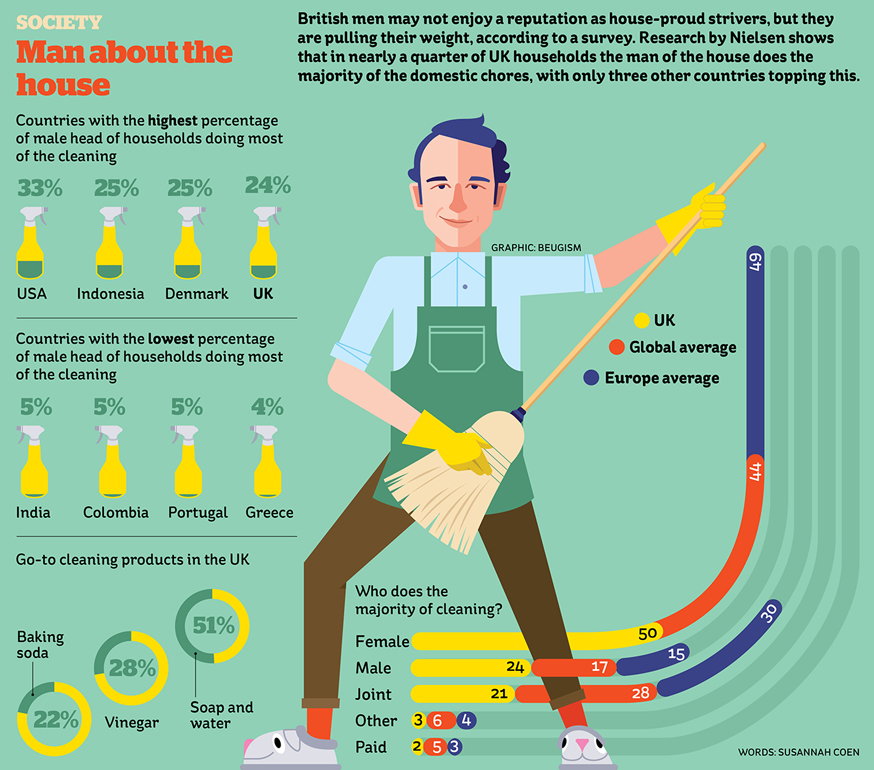 SOCIETY
Man about the
house
British men may not enjoy a reputation as house-proud strivers, but they
are pulling their weight, according to a survey. Research by Nielsen shows
that in nearly a quarter of UK households the man of the house does the
majority of the domestic chores, with only three other countries topping this.
Countries with the highest percentage
of male head of households doing most
of the cleaning
33% 25% 25% 24%
USA Indonesia Denmark UK
Countries with the lowest percentage
of male head of households doing most
of the cleaning
5% 5% 5% 4%
India Colombia Portugal Greece
Go-to cleaning products in the UK
Baking
soda
22%
28%
Vinegar
51%
Soap and
water
GRAPHIC: BEUGISM
UK
Global average
Europe average
Who does the
majority of cleaning?
Female 50 44 49
Male 24 17 15
Joint 21 28 30
Other 3 6 4
Paid 2 5 3
WORDS: SUSANNAH COEN